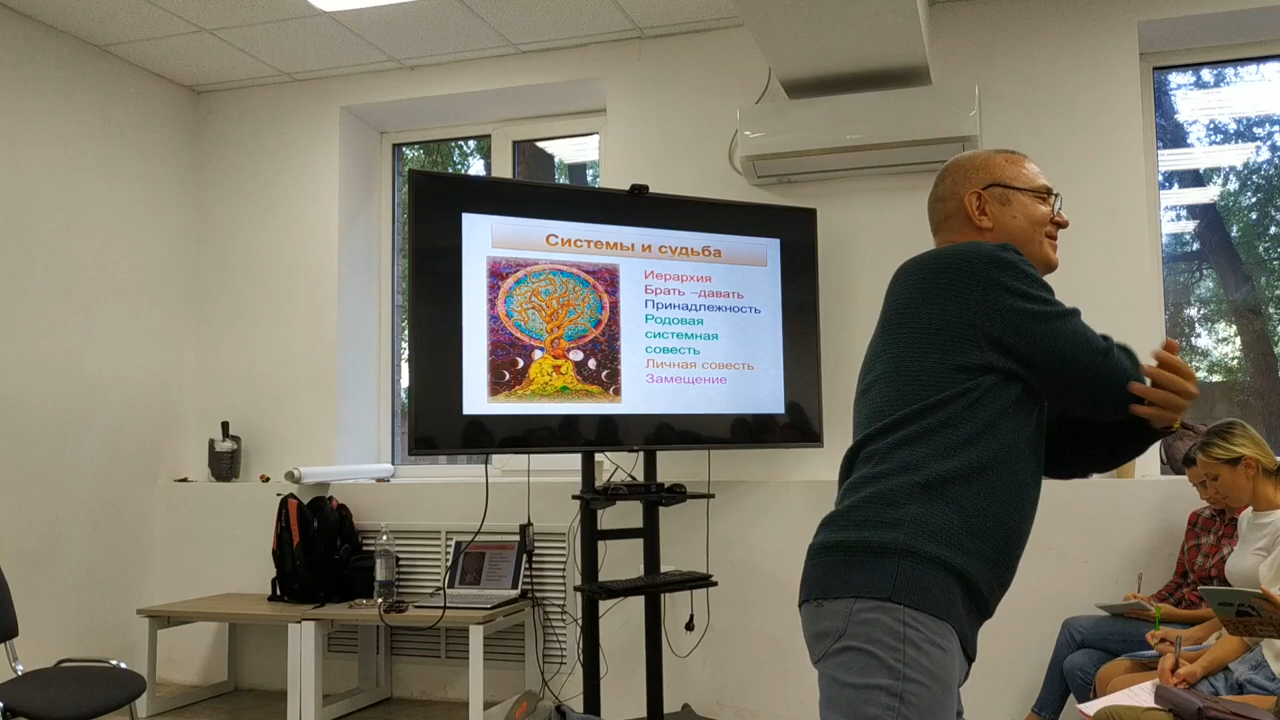 Системы и судьба
Иерархия
Брать –давать
Принадлежность
Родовая
системная
совесть
Личная совесть
Замещение